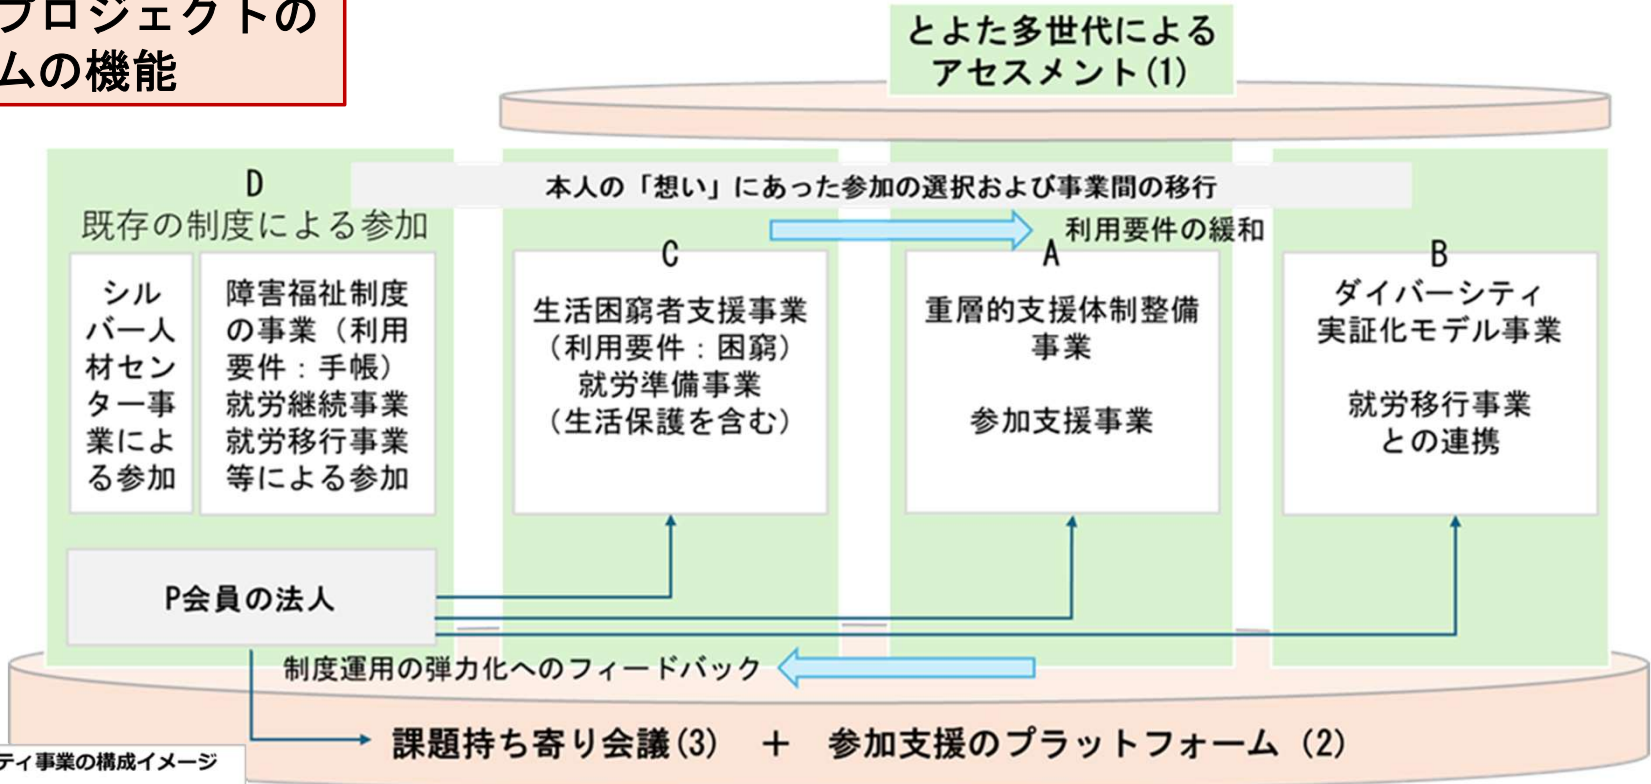 プロジェクトの
ムの機能
とよた多世代による
アセスメント(1)
D
既存の制度による参加
本人の「想い」にあった参加の選択および事業間の移行
利用要件の緩和
シル
バー人
材セン
ター事
業によ
る参加
障害福祉制度
の事業（利用
要件：手帳）
就労継続事業
就労移行事業
等による参加
C
生活困窮者支援事業
（利用要件：困窮）
就労準備事業
（生活保護を含む）
A
重層的支援体制整備
事業
参加支援事業
B
ダイバーシティ
実証化モデル事業
就労移行事業
との連携
P会員の法人
制度運用の弾力化へのフィードバック
課題持ち寄り会議(3)　＋　参加支援のプラットフォーム（2）
ティ事業の構成イメージ